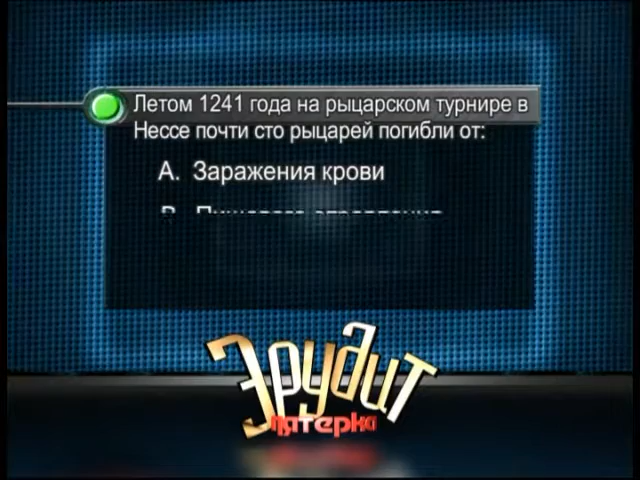 Летом 1241 года на рыцарском турнире в
Нессе почти сто рыцарей погибли от:
А. Заражения крови
Эрудит
пятерка